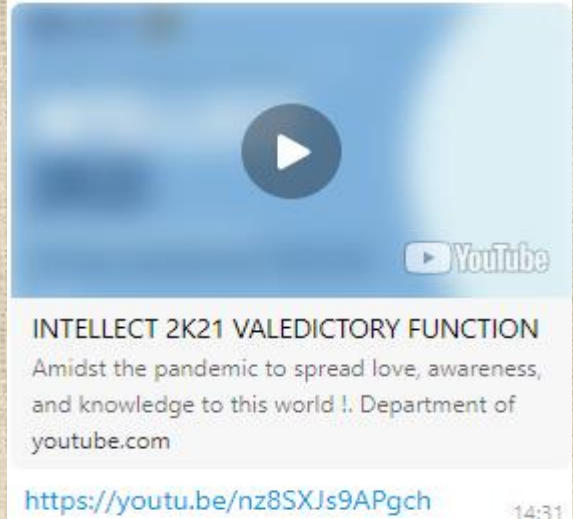 YouTube
INTELLECT 2K21 VALEDICTORY FUNCTION
Amidst the pandemic to spread love, awareness,
and knowledge to this world !. Department of
youtube.com
https://youtu.be/nz8SXJs9APgch
14:31